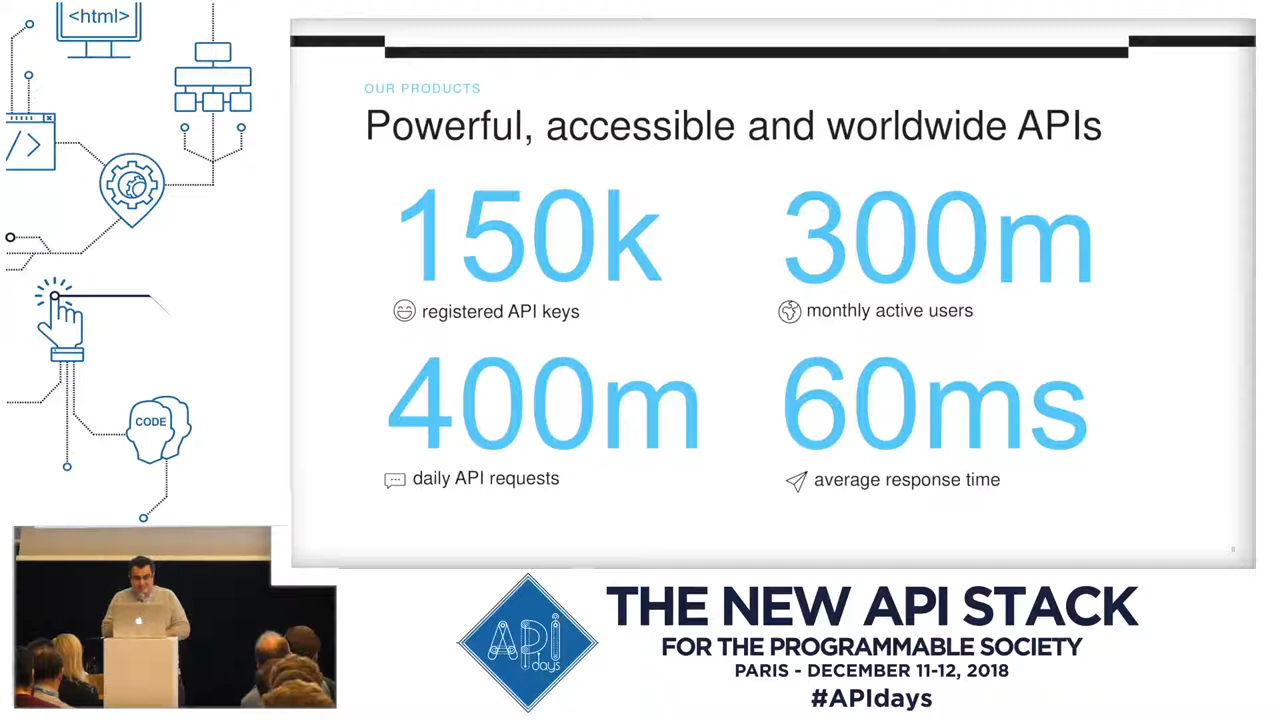 <html>
</>
CODE
OUR PRODUCTS
Powerful, accessible and worldwide APIs
150k
registered API keys
300m
monthly active users
400m
daily API requests
60ms
average response time
APi
days
THE NEW API STACK
FOR THE PROGRAMMABLE SOCIETY
PARIS - DECEMBER 11-12, 2018
#APIdays